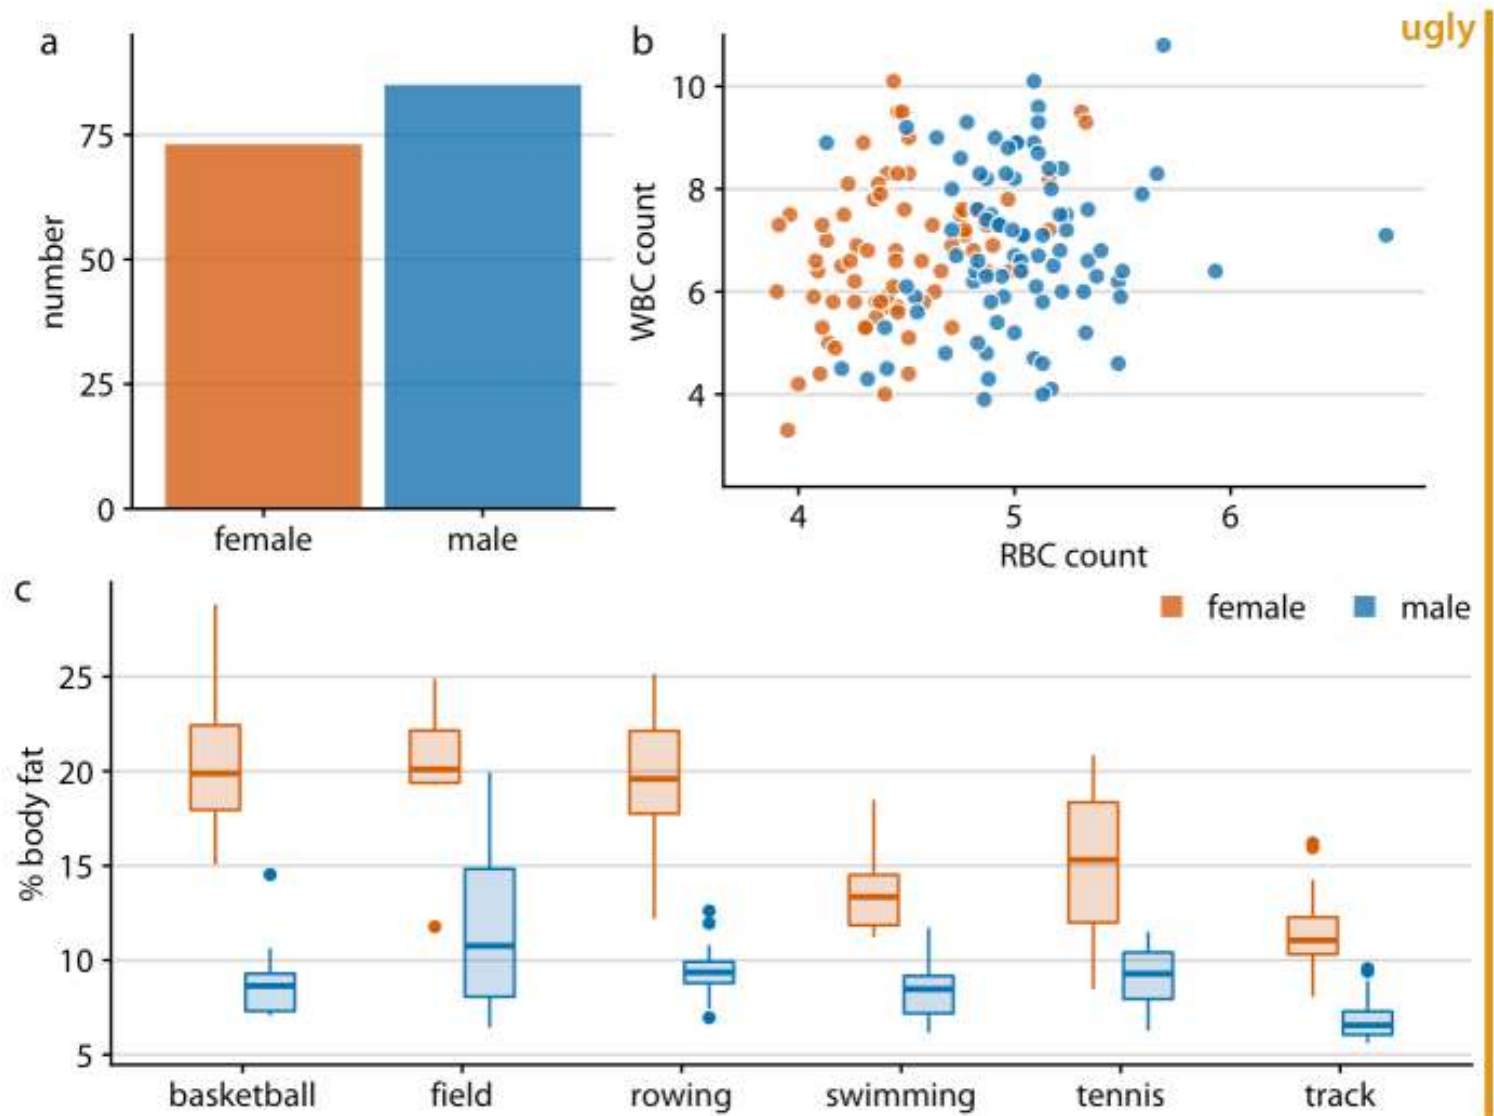 ugly
a
75
50
25
0
number
female male
b
10
8
6
4
WBC count
4 5 6
RBC count
c
female male
25
20
15
10
5
% body fat
basketball field rowing swimming tennis track